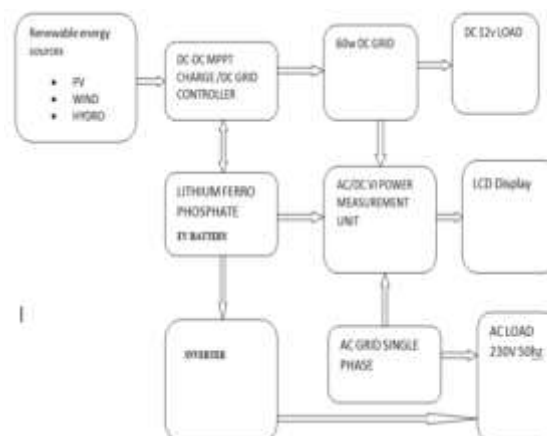 Renewable energy
sources
• PV
• WIND
• HYDRO
DC-DC MPPT
CHARGE /DC GRID
CONTROLLER
60w DC GRID
DC 12v LOAD
LITHIUM FERRO
PHOSPHATE
EV BATTERY
AC/DC VI POWER
MEASUREMENT
UNIT
LCD Display
INVERTER
AC GRID SINGLE
PHASE
AC LOAD
230V 50hz